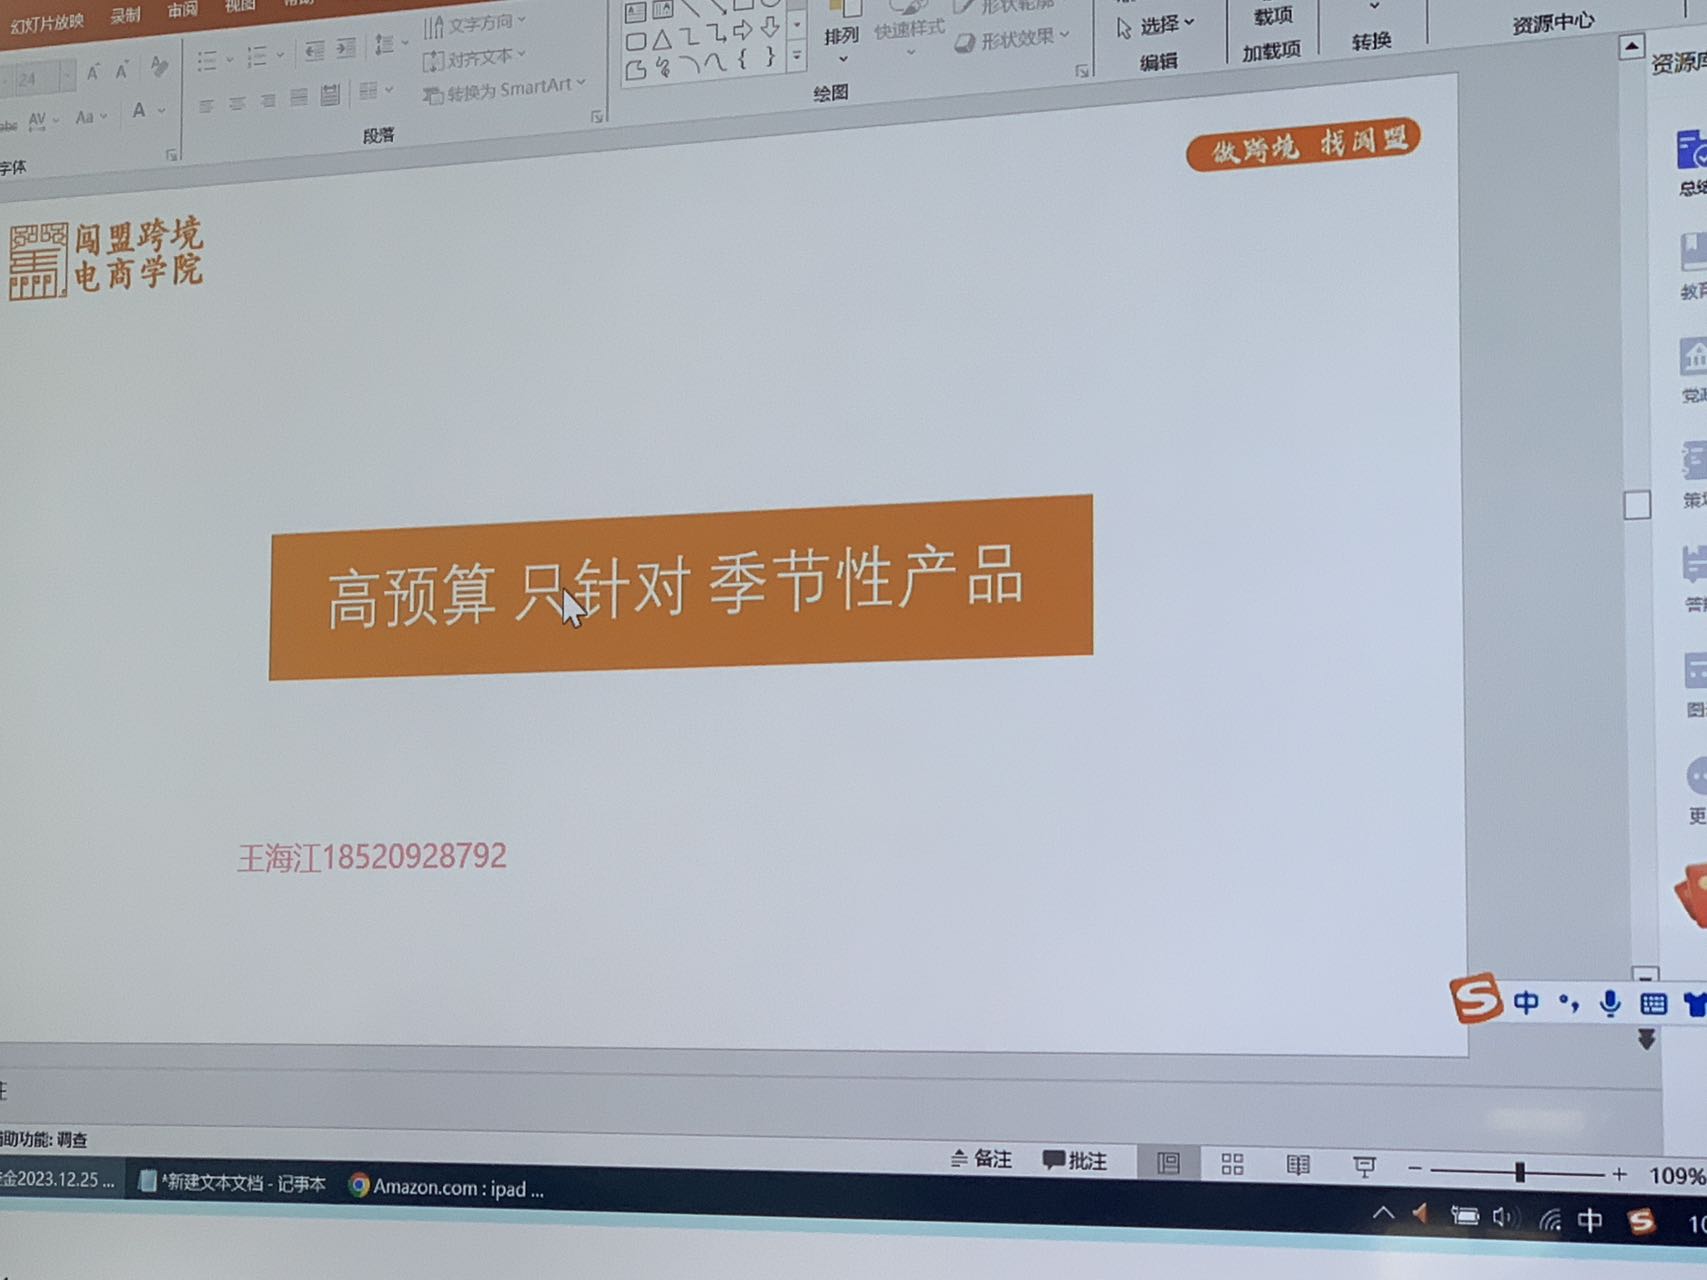 幻灯片放映 录制 审阅 视图 帮助
24
文字方向
对齐文本
转换为 SmartArt
Aa
字体
段落
排列
快速样式
形状轮廓
形状效果
绘图
选择
编辑
载项
加载项
转换
资源中心
资源库
做跨境 找闯盟
闯盟跨境
电商学院
高预算 只针对 季节性产品
王海江18520928792
中
辅助功能: 调查
备注
批注
109%
金2023.12.25 ...
*新建文本文档 - 记事本
Amazon.com : ipad ...
中